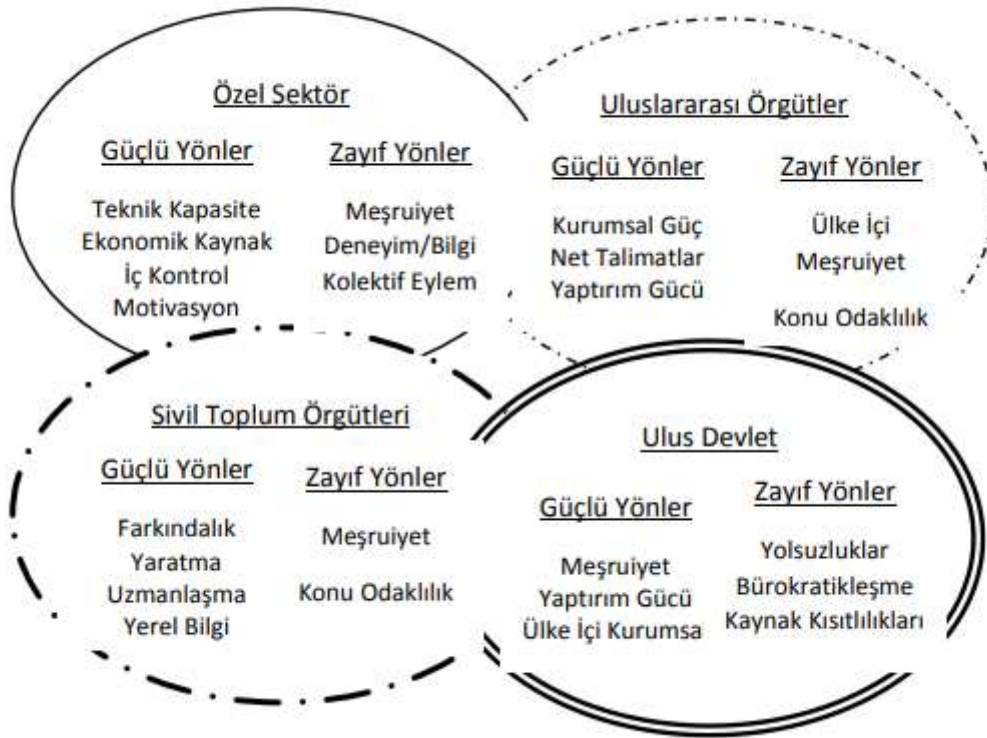 Özel Sektör
Güçlü Yönler
Teknik Kapasite
Ekonomik Kaynak
İç Kontrol
Motivasyon
Zayıf Yönler
Meşruiyet
Deneyim/Bilgi
Kolektif Eylem
Uluslararası Örgütler
Güçlü Yönler
Kurumsal Güç
Net Talimatlar
Yaptırım Gücü
Zayıf Yönler
Ülke İçi
Meşruiyet
Konu Odaklılık
Sivil Toplum Örgütleri
Güçlü Yönler
Farkındalık
Yaratma
Uzmanlaşma
Yerel Bilgi
Zayıf Yönler
Meşruiyet
Konu Odaklılık
Ulus Devlet
Güçlü Yönler
Meşruiyet
Yaptırım Gücü
Ülke İçi Kurumsa
Zayıf Yönler
Yolsuzluklar
Bürokratikleşme
Kaynak Kısıtlılıkları